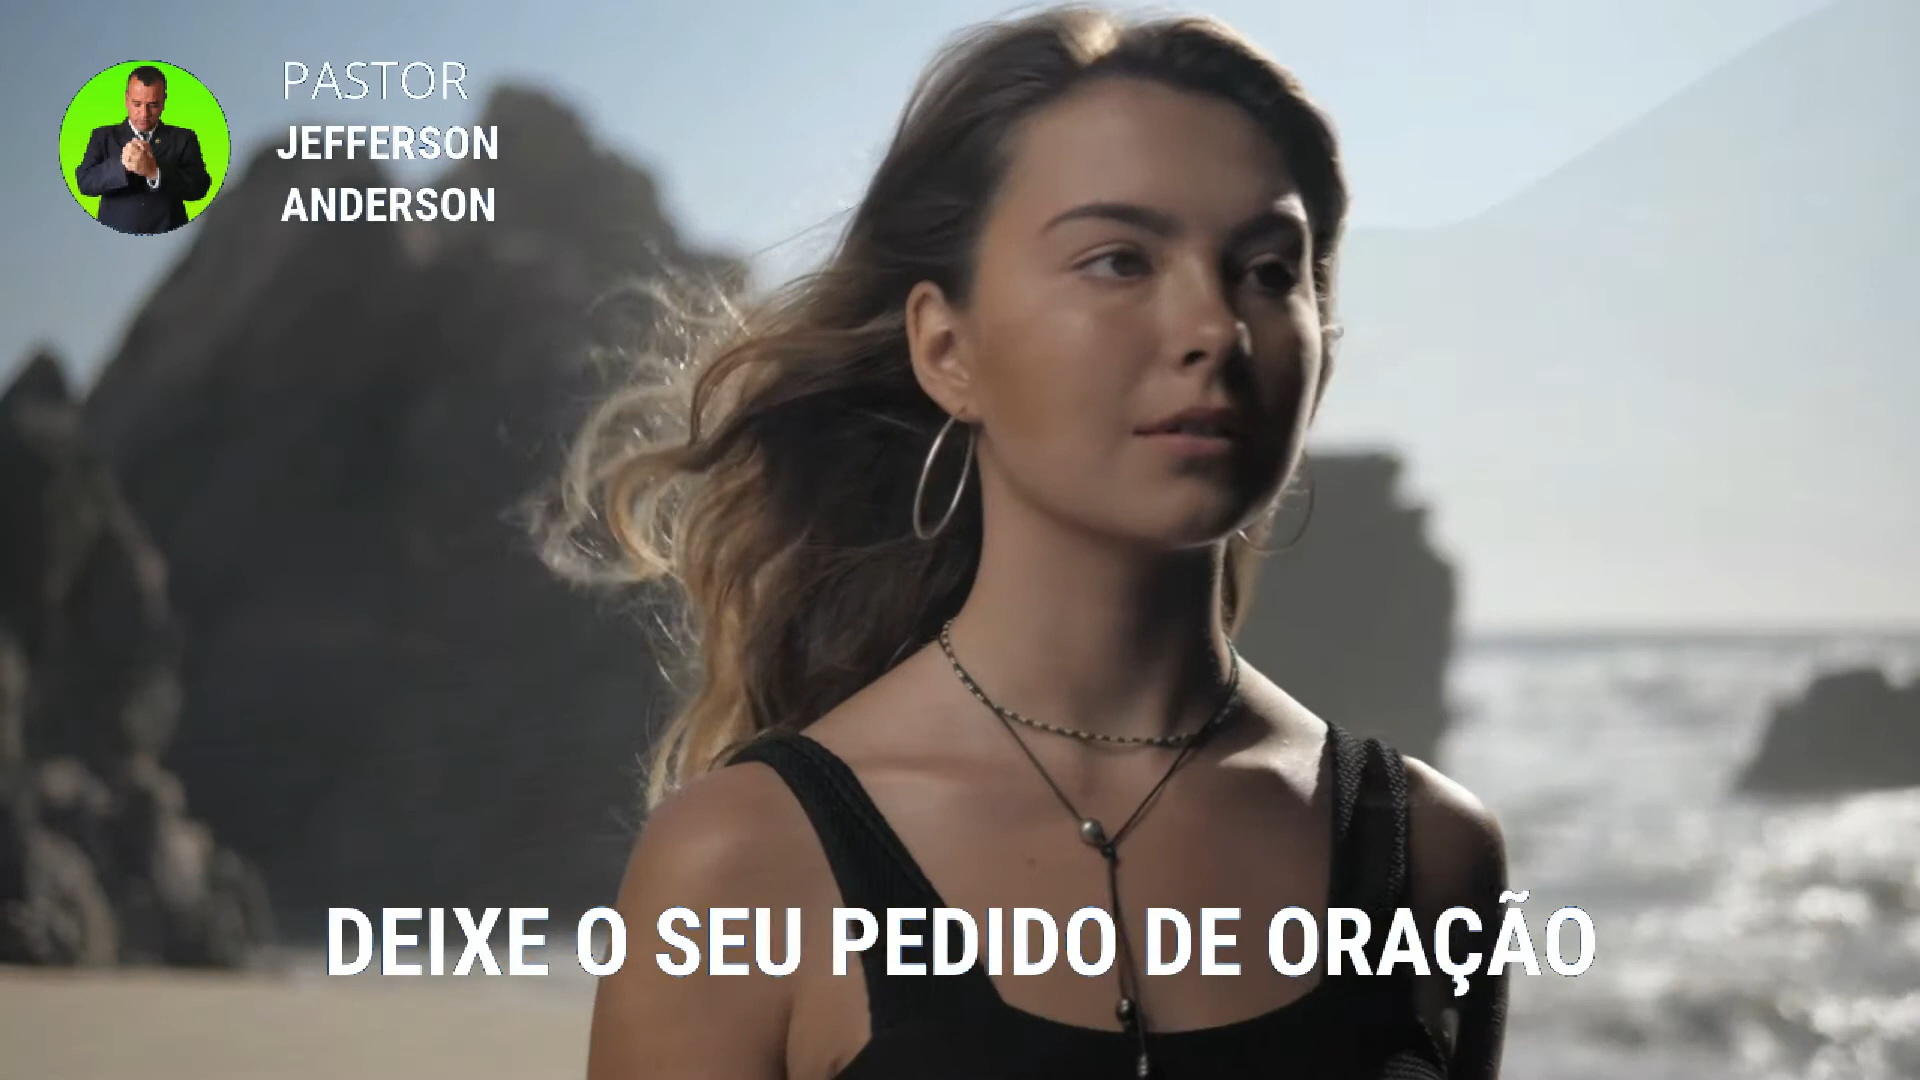 PASTOR
JEFFERSON
ANDERSON
DEIXE O SEU PEDIDO DE ORAÇÃO